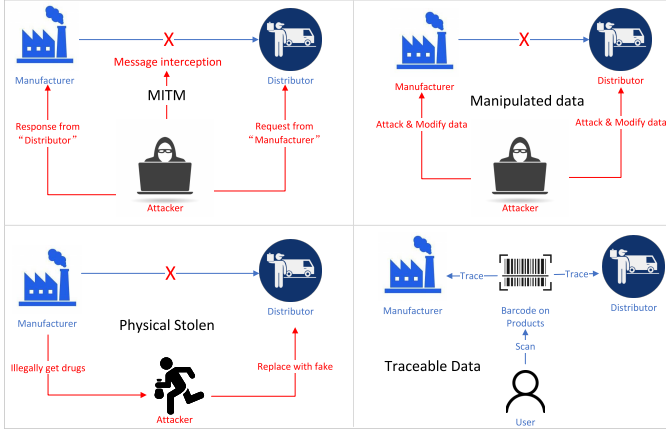 X
Message interception
Manufacturer
Distributor
MITM
Response from
“Distributor”
Request from
“Manufacturer”
Attacker
X
Manufacturer
Distributor
Manipulated data
Attack & Modify data
Attack & Modify data
Attacker
X
Manufacturer
Distributor
Physical Stolen
Illegally get drugs
Replace with fake
Attacker
Trace
Trace
Manufacturer
Barcode on
Products
Distributor
Scan
Traceable Data
User